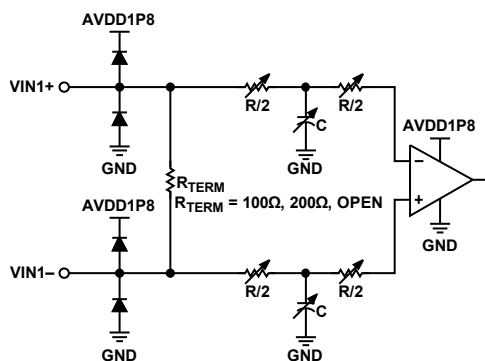 AVDD1P8
VIN1+
GND
R/2
C
GND
R/2
AVDD1P8
GND
RTERM
RTERM = 100Ω, 200Ω, OPEN
AVDD1P8
VIN1–
GND
R/2
C
GND
R/2
–
+